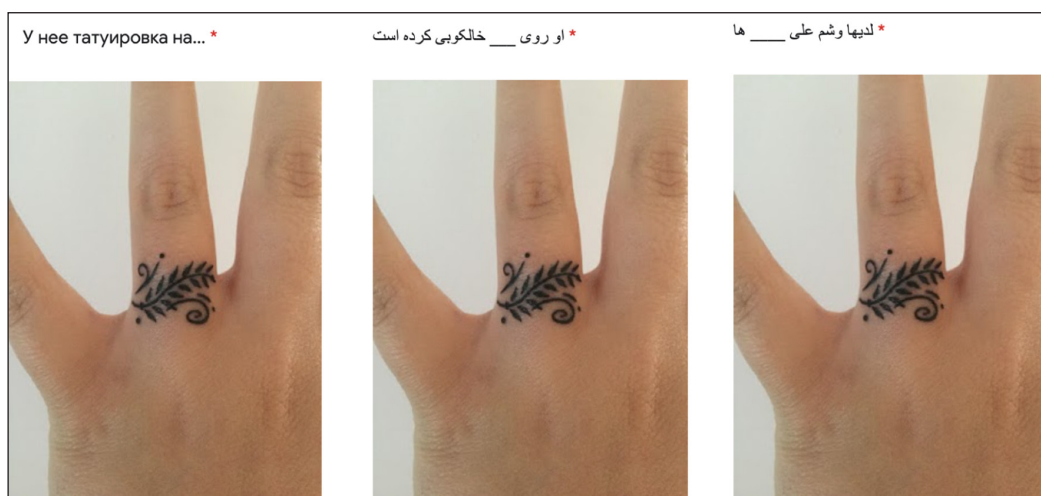 У нее татуировка на... *
* او روی ___ خالکوبی کرده است
* لديها وشم على ____ ها